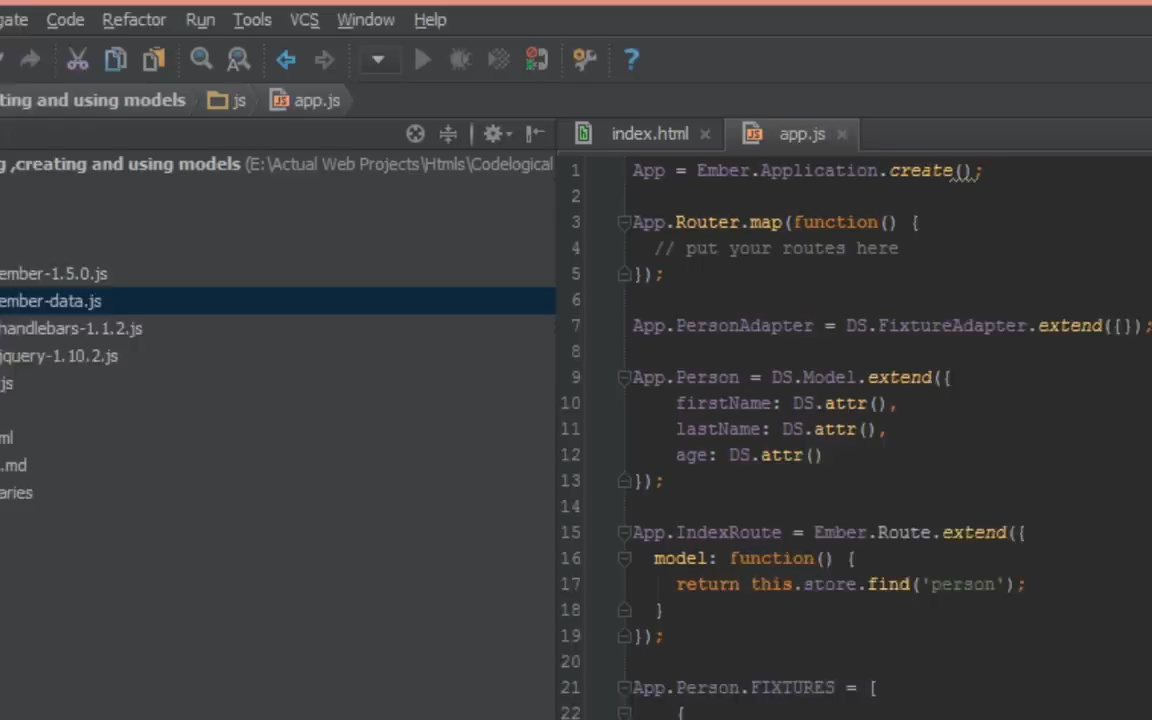 gate Code Refactor Run Tools VCS Window Help
ting and using models js app.js
index.html app.js
g ,creating and using models (E:\Actual Web Projects\Htmls\Codelogical
ember-1.5.0.js
ember-data.js
handlebars-1.1.2.js
jquery-1.10.2.js
js
ml
.md
aries
1 App = Ember.Application.create();
2
3 App.Router.map(function() {
4 // put your routes here
5 });
6
7 App.PersonAdapter = DS.FixtureAdapter.extend({});
8
9 App.Person = DS.Model.extend({
10 firstName: DS.attr(),
11 lastName: DS.attr(),
12 age: DS.attr()
13 });
14
15 App.IndexRoute = Ember.Route.extend({
16 model: function() {
17 return this.store.find('person');
18 }
19 });
20
21 App.Person.FIXTURES = [
22 {